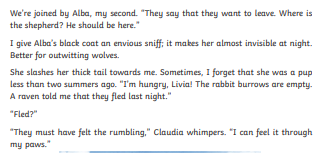 We're joined by Alba, my second. "They say that they want to leave. Where is
the shepherd? He should be here."
I give Alba's black coat an envious sniff; it makes her almost invisible at night.
Better for outwitting wolves.
She slashes her thick tail towards me. Sometimes, I forget that she was a pup
less than two summers ago. "I'm hungry, Livia! The rabbit burrows are empty.
A raven told me that they fled last night."
"Fled?"
"They must have felt the rumbling," Claudia whimpers. "I can feel it through
my paws."